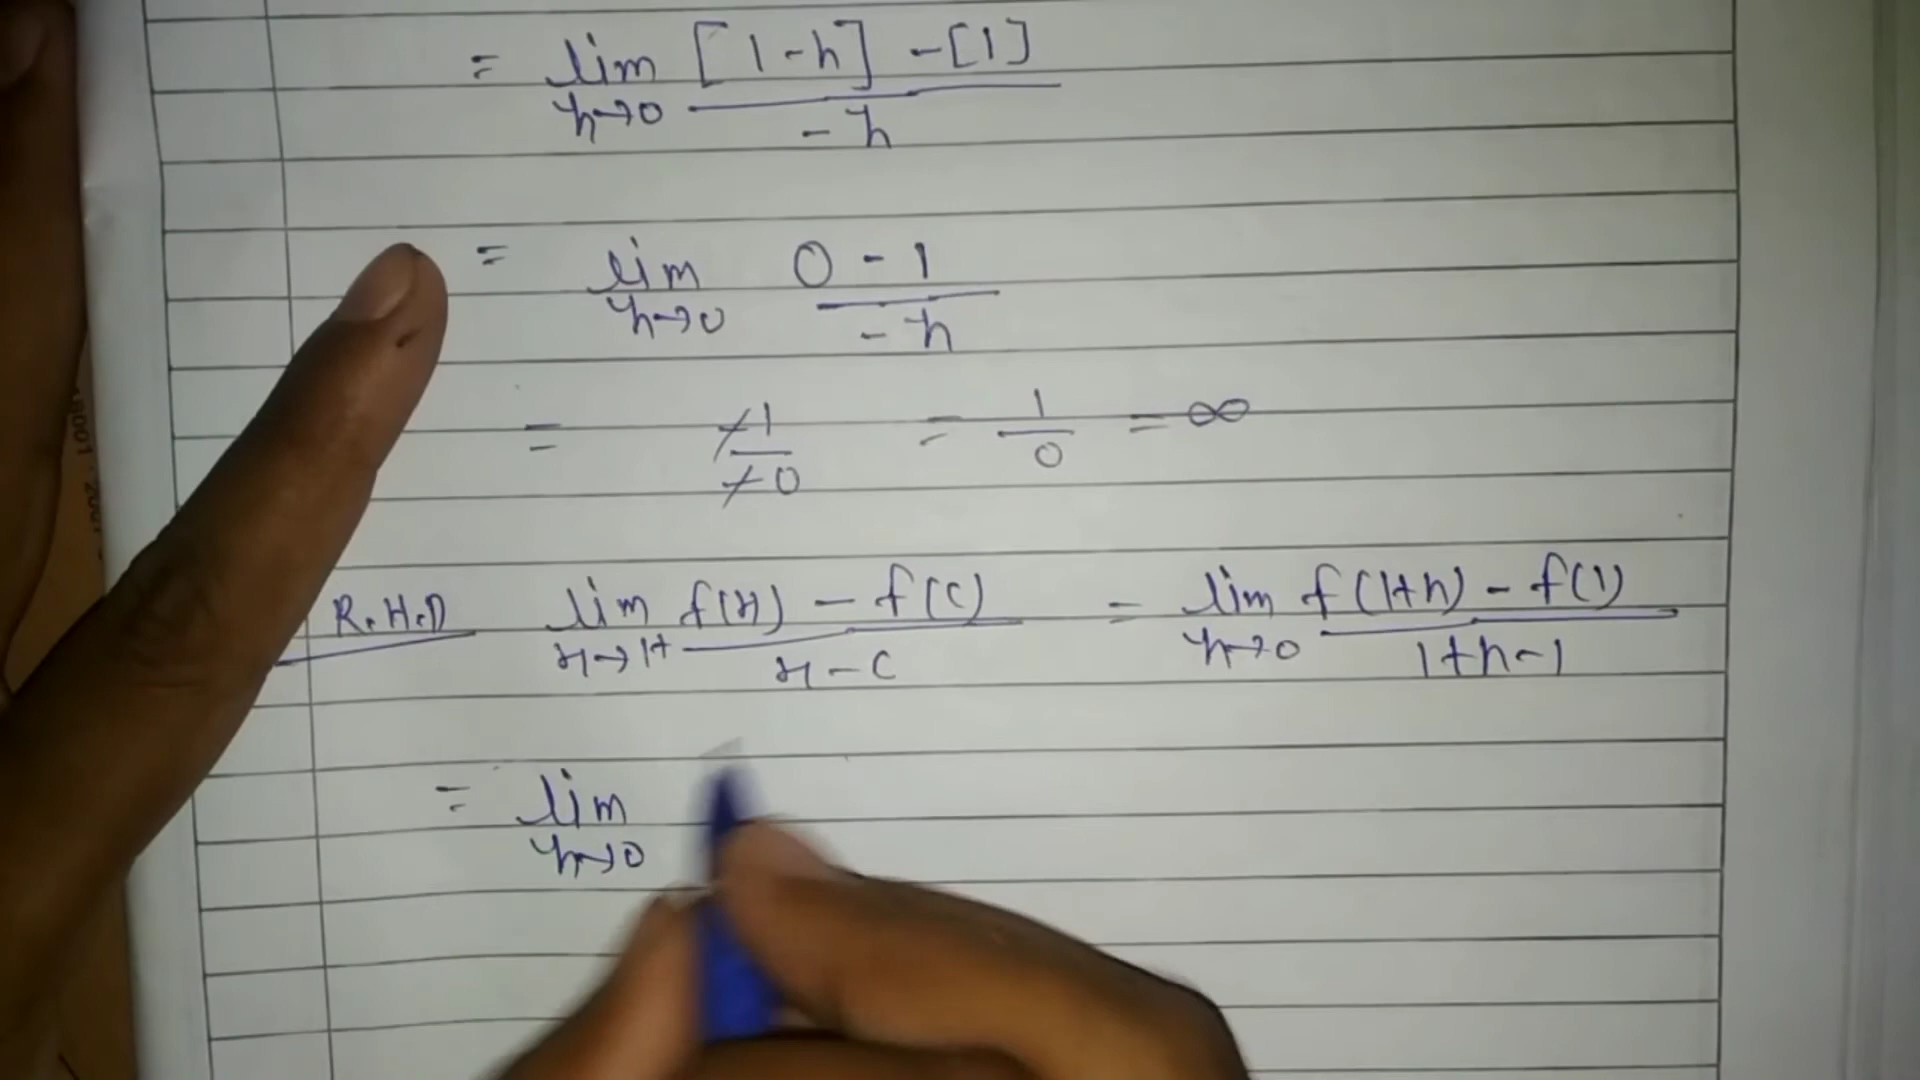 = lim h→0 [1-h] - [1] / -h
= lim h→0 0 - 1 / -h
= -1 / -0 = 1 / 0 = ∞
R.H.D lim x→1+ f(x) - f(c) / x - c = lim h→0 f(1+h) - f(1) / 1+h-1
= lim h→0